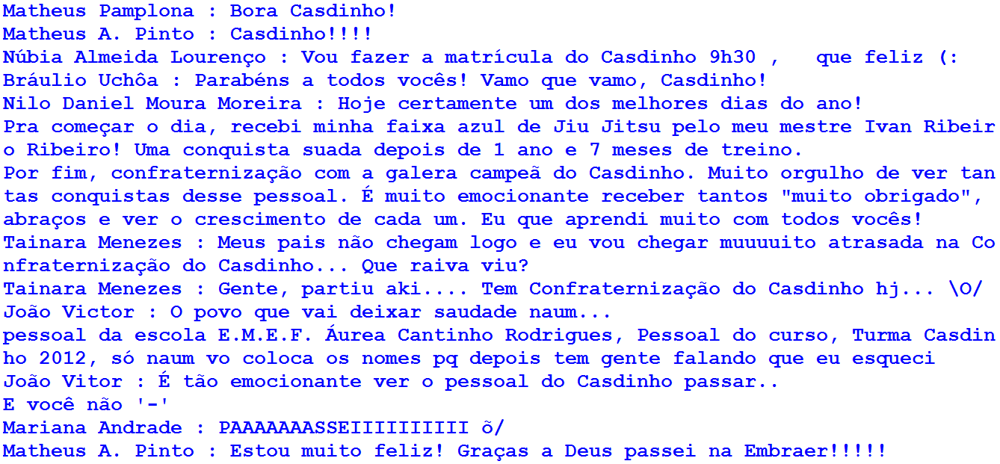 Matheus Pamplona : Bora Casdinho!
Matheus A. Pinto : Casdinho!!!!
Núbia Almeida Lourenço : Vou fazer a matrícula do Casdinho 9h30 ,   que feliz (:
Bráulio Uchôa : Parabéns a todos vocês! Vamo que vamo, Casdinho!
Nilo Daniel Moura Moreira : Hoje certamente um dos melhores dias do ano!
Pra começar o dia, recebi minha faixa azul de Jiu Jitsu pelo meu mestre Ivan Ribeir
o Ribeiro! Uma conquista suada depois de 1 ano e 7 meses de treino.
Por fim, confraternização com a galera campeã do Casdinho. Muito orgulho de ver tan
tas conquistas desse pessoal. É muito emocionante receber tantos "muito obrigado",
abraços e ver o crescimento de cada um. Eu que aprendi muito com todos vocês!
Tainara Menezes : Meus pais não chegam logo e eu vou chegar muuuuito atrasada na Co
nfraternização do Casdinho... Que raiva viu?
Tainara Menezes : Gente, partiu aki.... Tem Confraternização do Casdinho hj... \O/
João Victor : O povo que vai deixar saudade naum...
pessoal da escola E.M.E.F. Áurea Cantinho Rodrigues, Pessoal do curso, Turma Casdin
ho 2012, só naum vo coloca os nomes pq depois tem gente falando que eu esqueci
João Vitor : É tão emocionante ver o pessoal do Casdinho passar..
E você não '-'
Mariana Andrade : PAAAAAAASSEIIIIIIIIII õ/
Matheus A. Pinto : Estou muito feliz! Graças a Deus passei na Embraer!!!!!